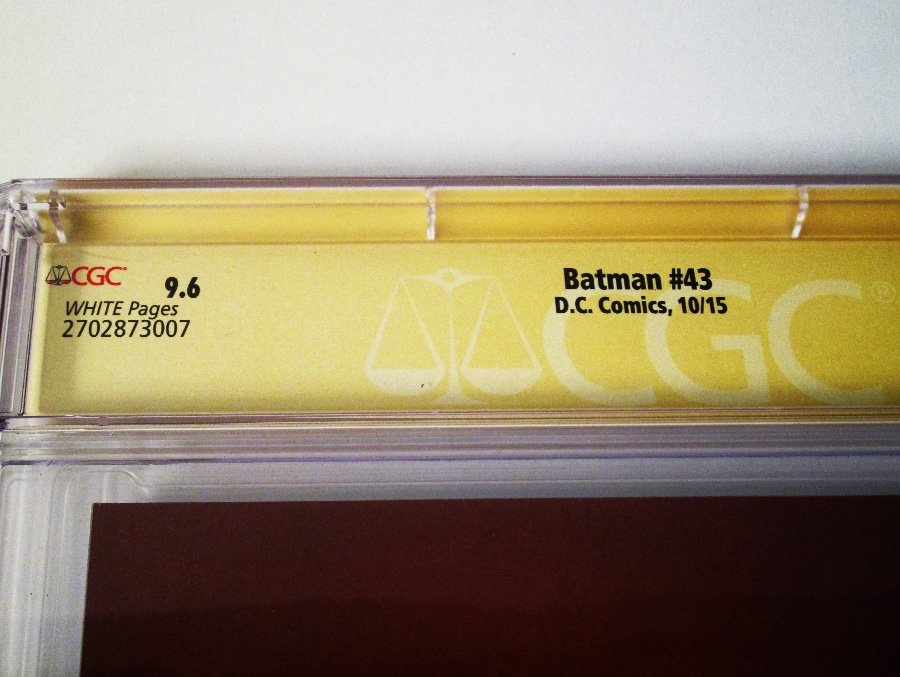 CGC
9.6
WHITE Pages
2702873007
Batman #43
D.C. Comics, 10/15
CGC®